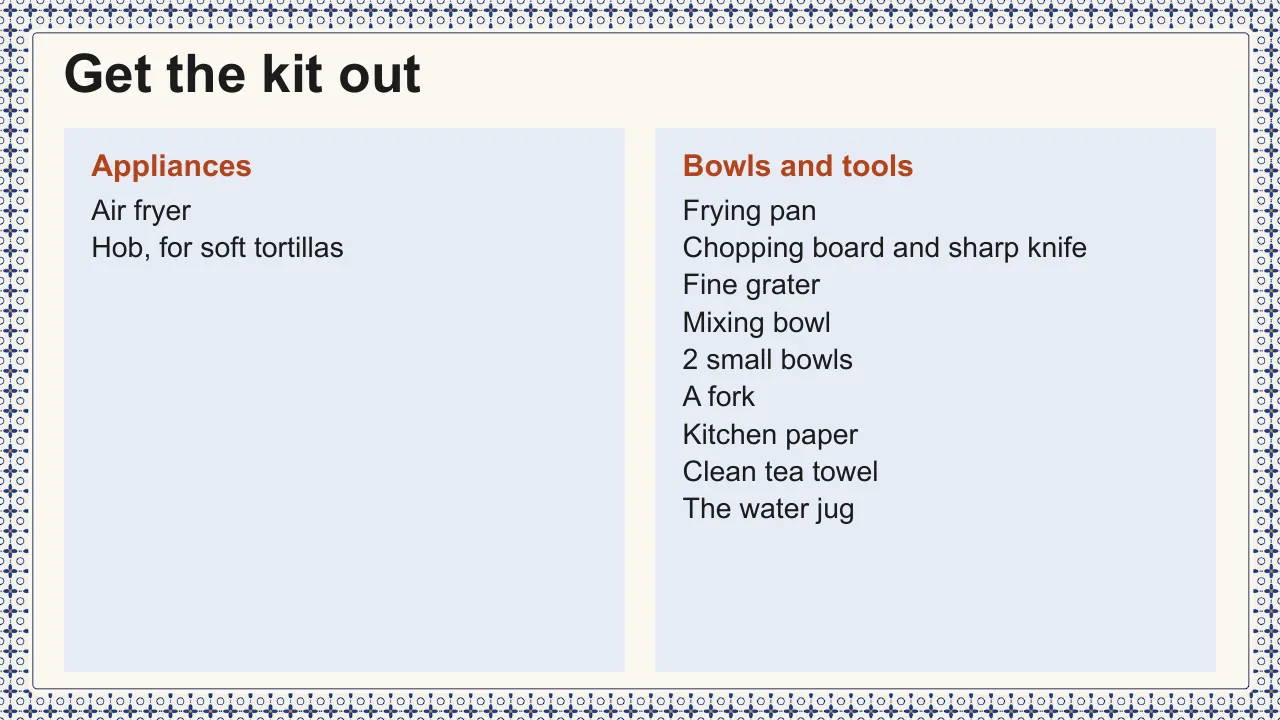 Get the kit out
Appliances
Air fryer
Hob, for soft tortillas
Bowls and tools
Frying pan
Chopping board and sharp knife
Fine grater
Mixing bowl
2 small bowls
A fork
Kitchen paper
Clean tea towel
The water jug